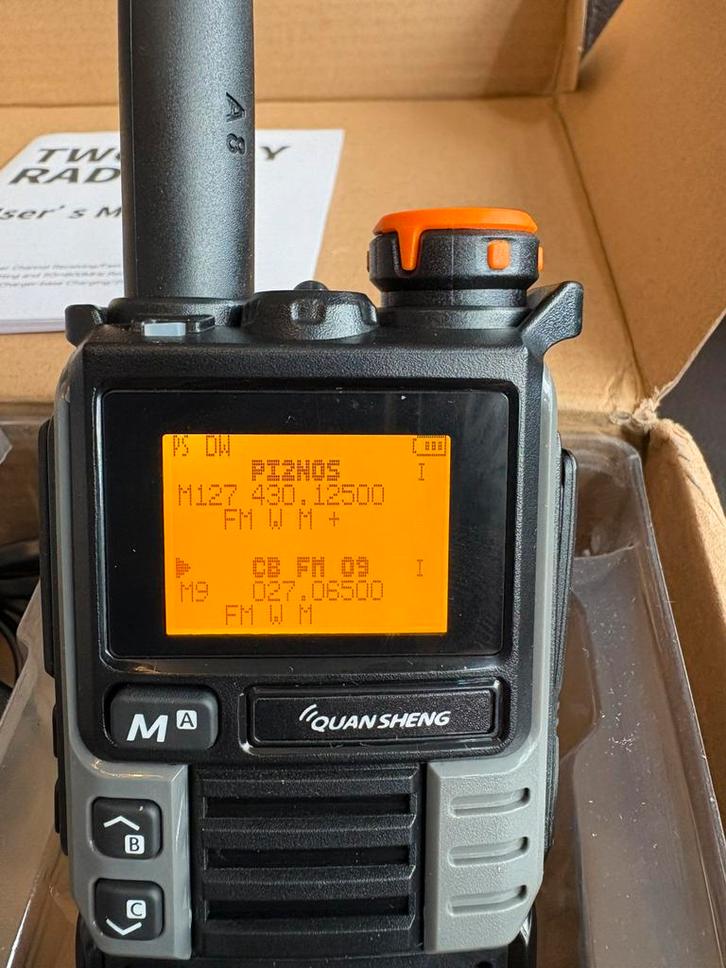 A8
TWO WAY
RAD
User's M
PS DW
PI2NOS I
M127 430.12500
FM W M +
CB FM 09 I
M9 027.06500
FM W M
M A
QUANSHENG
B
C